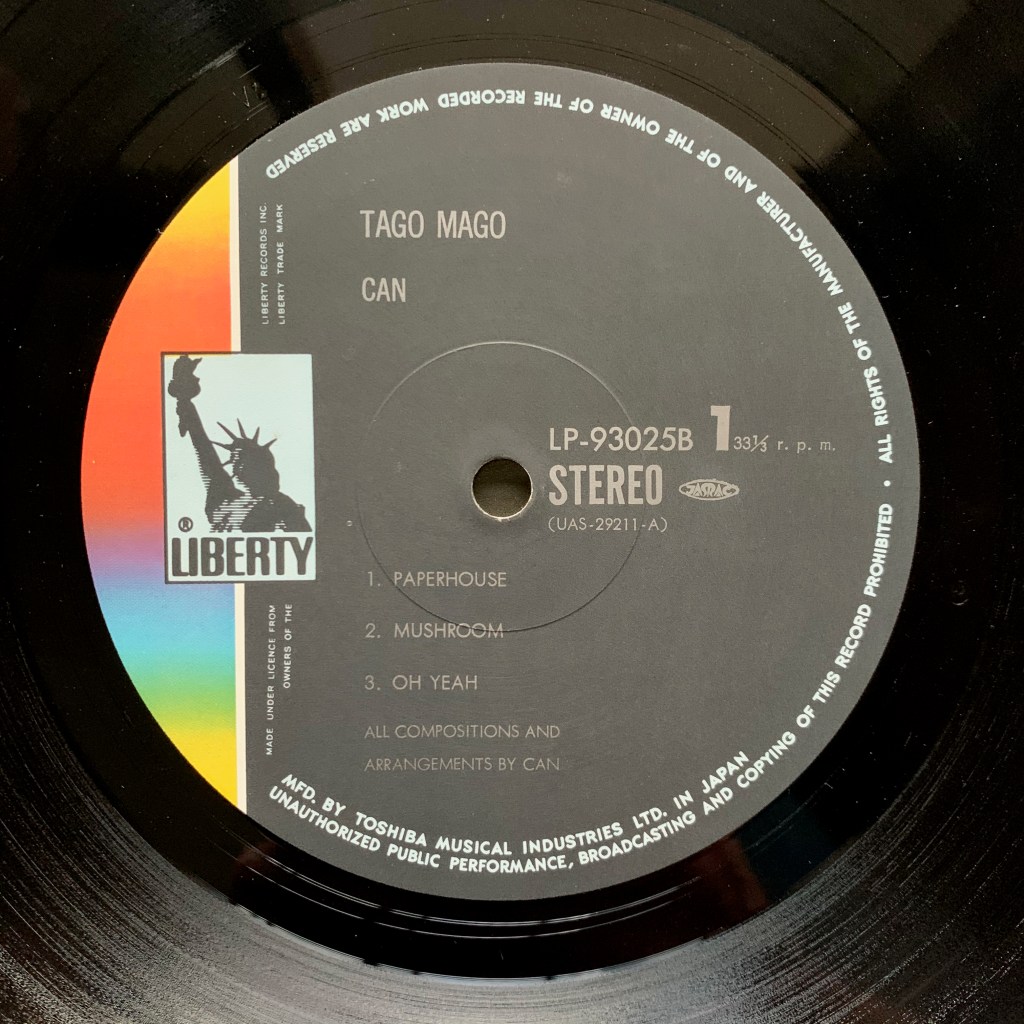 TAGO MAGO
CAN
LIBERTY RECORDS INC.
LIBERTY TRADE MARK
®
LIBERTY
LP-93025B 1 33⅓ r. p. m.
STEREO JASRAC
(UAS-29211-A)
1. PAPERHOUSE
2. MUSHROOM
3. OH YEAH
ALL COMPOSITIONS AND
ARRANGEMENTS BY CAN
MADE UNDER LICENCE FROM
OWNERS OF THE
MFD. BY TOSHIBA MUSICAL INDUSTRIES LTD. IN JAPAN
UNAUTHORIZED PUBLIC PERFORMANCE, BROADCASTING AND COPYING OF THIS RECORD PROHIBITED • ALL RIGHTS OF THE MANUFACTURER AND OF THE OWNER OF THE RECORDED WORK ARE RESERVED